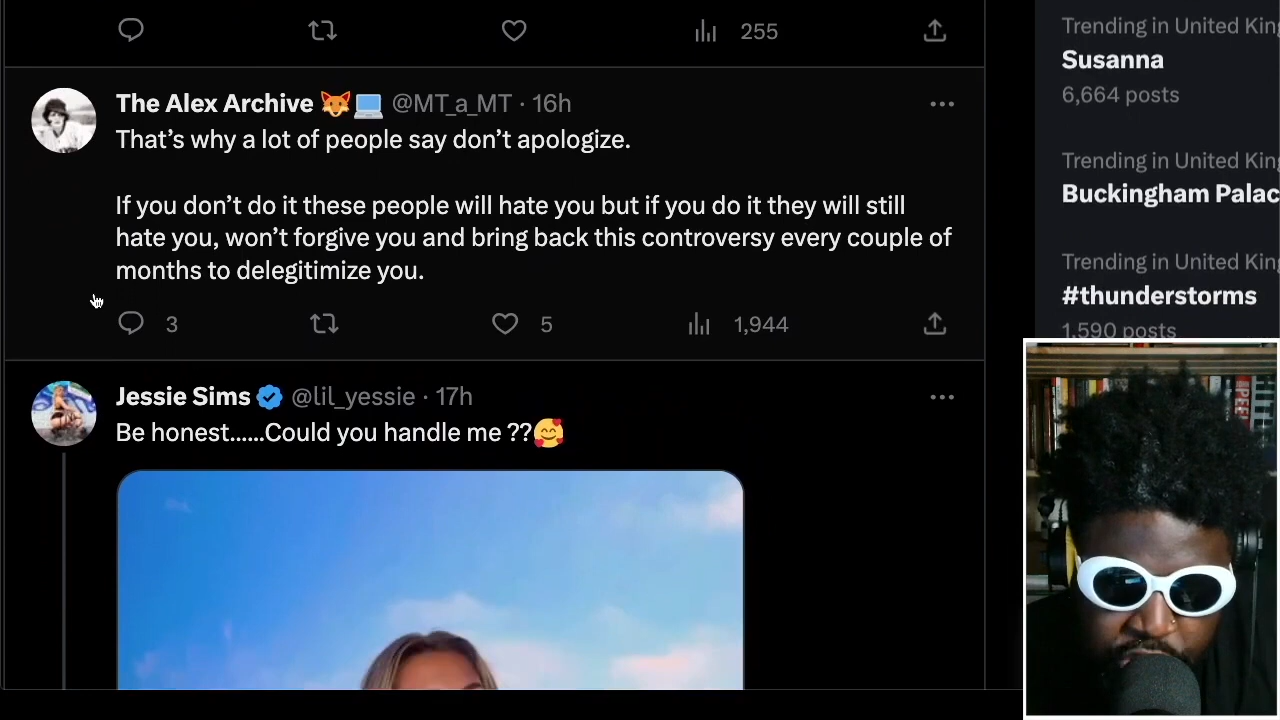 255
The Alex Archive 🦊💻 @MT_a_MT · 16h
That’s why a lot of people say don’t apologize.
If you don’t do it these people will hate you but if you do it they will still
hate you, won’t forgive you and bring back this controversy every couple of
months to delegitimize you.
3 5 1,944
Jessie Sims @lil_yessie · 17h
Be honest......Could you handle me ??🥰
Trending in United King
Susanna
6,664 posts
Trending in United King
Buckingham Palac
Trending in United King
#thunderstorms
1,590 posts